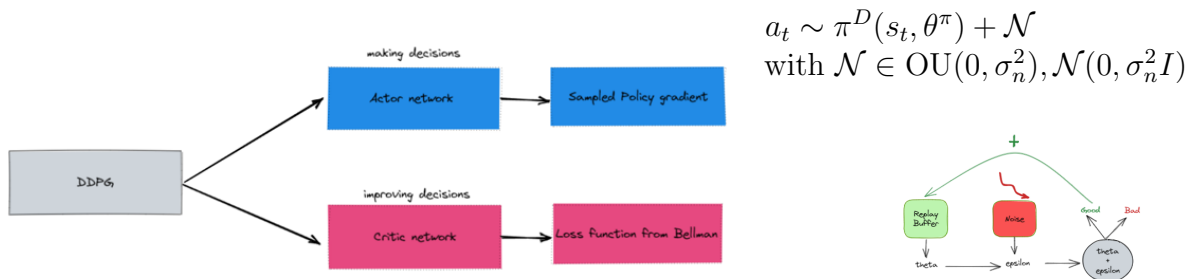 making decisions
Actor network
Sampled Policy gradient
DDPG
improving decisions
Critic network
Loss function from Bellman
a_t ∼ π^D(s_t, θ^π) + 𝒩
with 𝒩 ∈ OU(0, σ_n^2), 𝒩(0, σ_n^2 I)
+
Replay
Buffer
Noise
Good
Bad
theta
epsilon
theta
+
epsilon